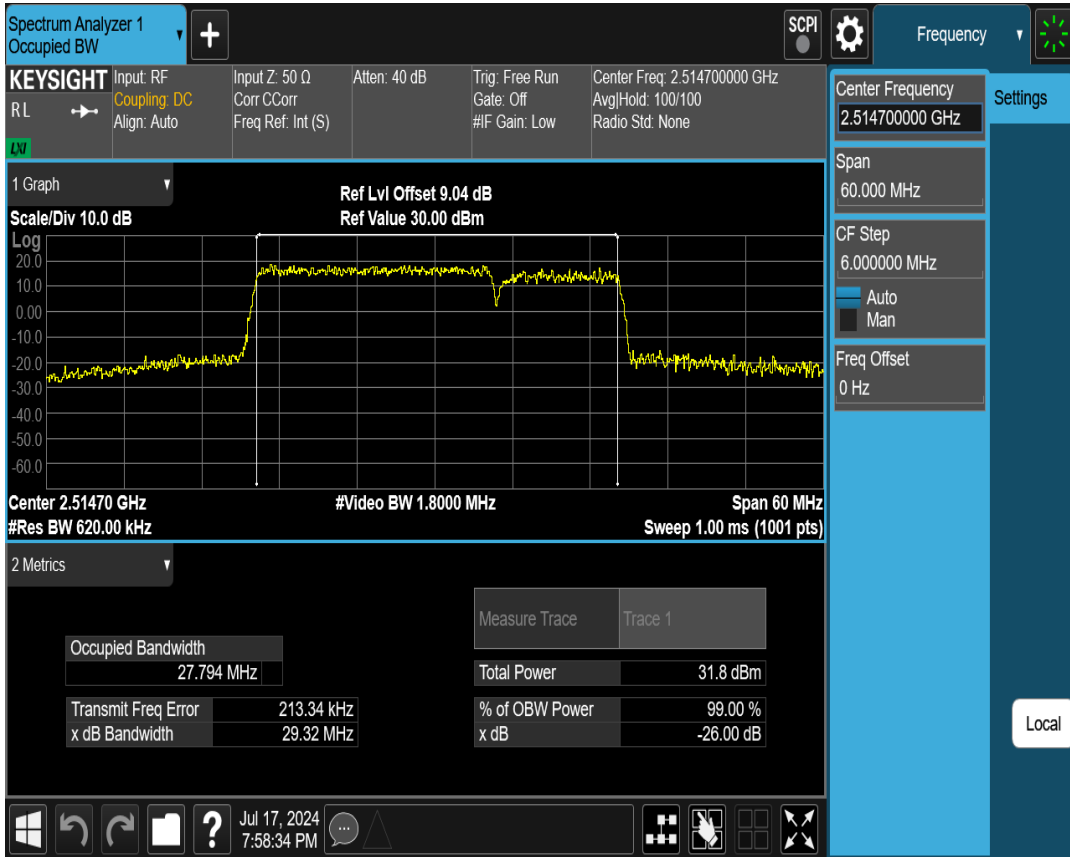 Spectrum Analyzer 1
Occupied BW
+
SCPI
Frequency
KEYSIGHT
RL
LXI
Input: RF
Coupling: DC
Align: Auto
Input Z: 50 Ω
Corr CCorr
Freq Ref: Int (S)
Atten: 40 dB
Trig: Free Run
Gate: Off
#IF Gain: Low
Center Freq: 2.514700000 GHz
Avg|Hold: 100/100
Radio Std: None
Center Frequency
2.514700000 GHz
Settings
Span
60.000 MHz
CF Step
6.000000 MHz
Auto
Man
Freq Offset
0 Hz
Local
1 Graph
Ref Lvl Offset 9.04 dB
Scale/Div 10.0 dB
Ref Value 30.00 dBm
Log
20.0
10.0
0.00
-10.0
-20.0
-30.0
-40.0
-50.0
-60.0
Center 2.51470 GHz
#Video BW 1.8000 MHz
Span 60 MHz
#Res BW 620.00 kHz
Sweep 1.00 ms (1001 pts)
2 Metrics
Measure Trace
Trace 1
Occupied Bandwidth
27.794 MHz
Total Power
31.8 dBm
Transmit Freq Error
213.34 kHz
% of OBW Power
99.00 %
x dB Bandwidth
29.32 MHz
x dB
-26.00 dB
?
Jul 17, 2024
7:58:34 PM